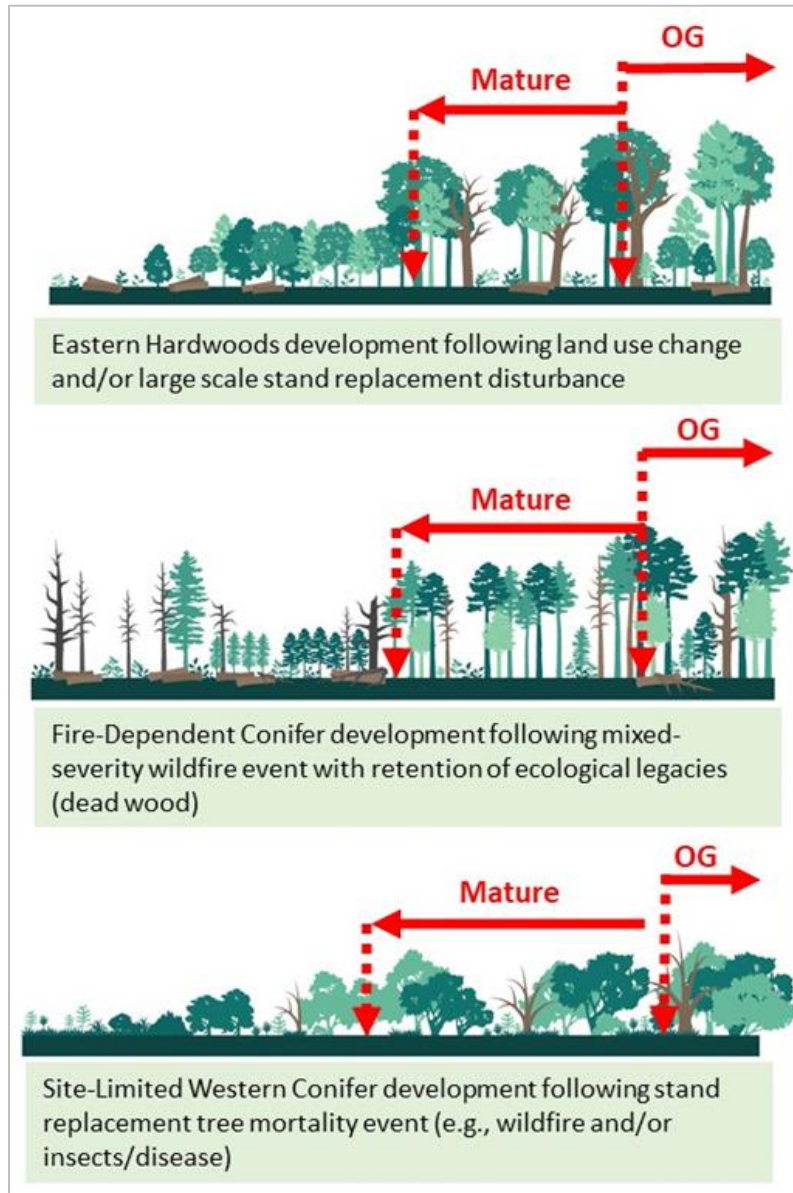 OG
Mature
Eastern Hardwoods development following land use change
and/or large scale stand replacement disturbance
OG
Mature
Fire-Dependent Conifer development following mixed-
severity wildfire event with retention of ecological legacies
(dead wood)
OG
Mature
Site-Limited Western Conifer development following stand
replacement tree mortality event (e.g., wildfire and/or
insects/disease)